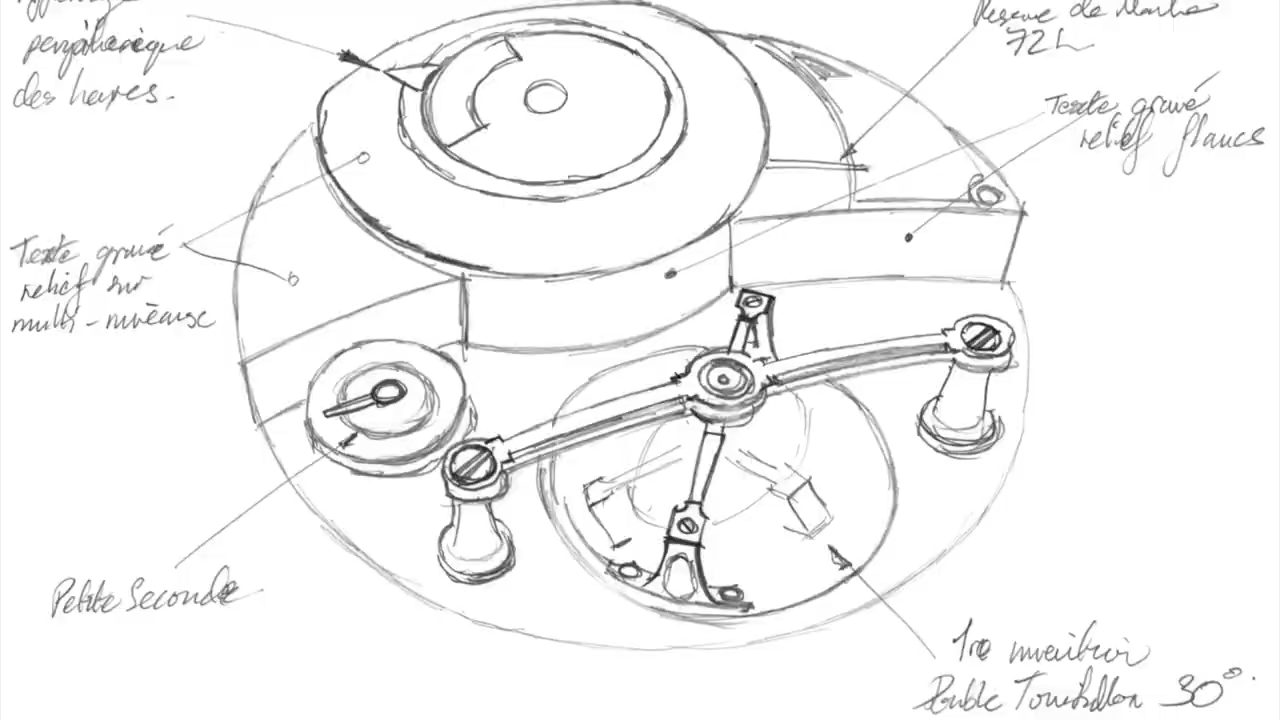 périphérique
des heures.
Réserve de Marche
72 h
Texte gravé
relief flancs
Texte gravé
relief sur
multi-niveaux
Petite Seconde
1re invention
Double Tourbillon 30°.